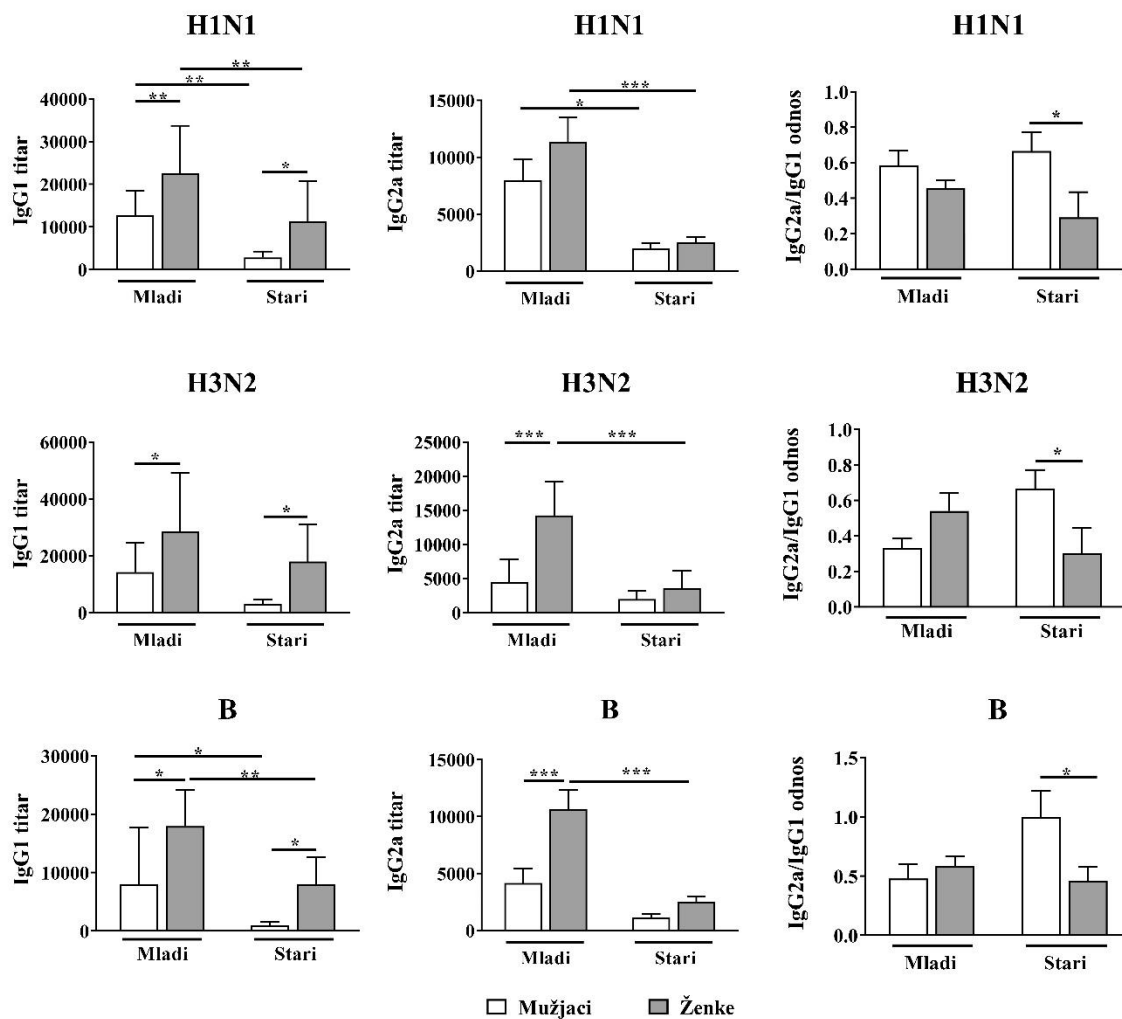 H1N1
H1N1
H1N1
IgG1 titar
40000
30000
20000
10000
0
**
**
**
*
Mladi
Stari
IgG2a titar
15000
10000
5000
0
*
***
Mladi
Stari
IgG2a/IgG1 odnos
1.0
0.8
0.6
0.4
0.2
0.0
*
Mladi
Stari
H3N2
H3N2
H3N2
IgG1 titar
60000
40000
20000
0
*
*
Mladi
Stari
IgG2a titar
25000
20000
15000
10000
5000
0
***
***
Mladi
Stari
IgG2a/IgG1 odnos
1.0
0.8
0.6
0.4
0.2
0.0
*
Mladi
Stari
B
B
B
IgG1 titar
30000
20000
10000
0
*
*
**
*
Mladi
Stari
IgG2a titar
15000
10000
5000
0
***
***
Mladi
Stari
IgG2a/IgG1 odnos
1.5
1.0
0.5
0.0
*
Mladi
Stari
Mužjaci
Ženke